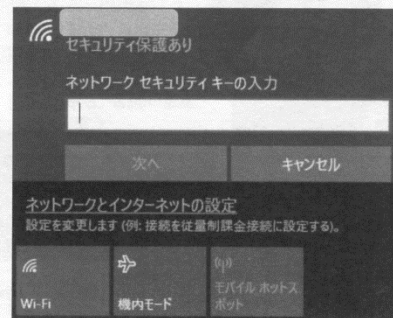 セキュリティ保護あり
ネットワーク セキュリティ キーの入力
次へ
キャンセル
ネットワークとインターネットの設定
設定を変更します (例: 接続を従量制課金接続に設定する)。
Wi-Fi
機内モード
モバイル ホットス
ポット